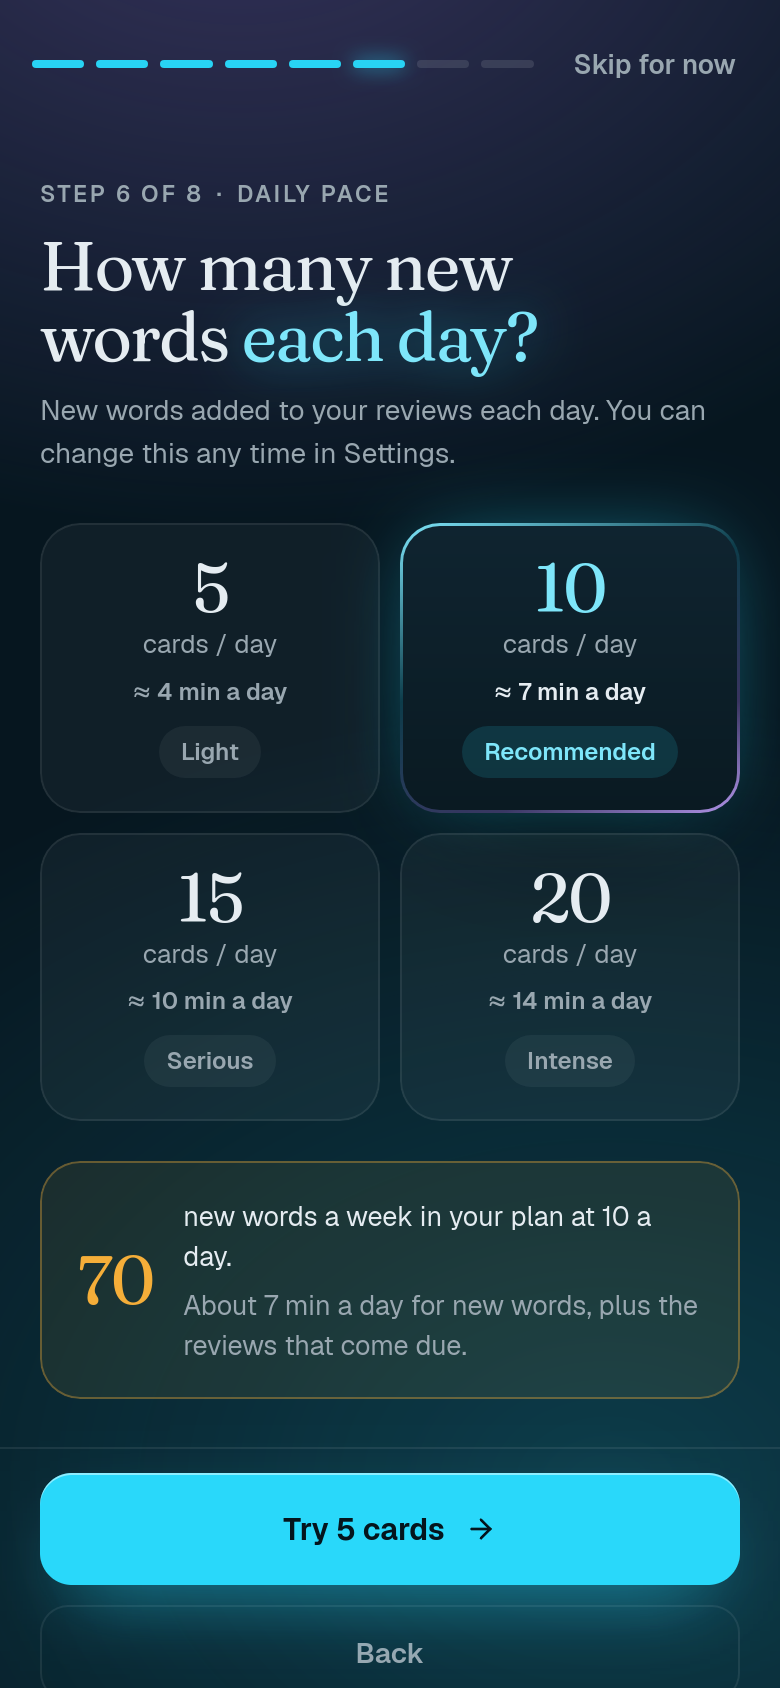 Skip for now
STEP 6 OF 8 · DAILY PACE
How many new
words each day?
New words added to your reviews each day. You can
change this any time in Settings.
5
cards / day
≈ 4 min a day
Light
10
cards / day
≈ 7 min a day
Recommended
15
cards / day
≈ 10 min a day
Serious
20
cards / day
≈ 14 min a day
Intense
70
new words a week in your plan at 10 a
day.
About 7 min a day for new words, plus the
reviews that come due.
Try 5 cards →
Back